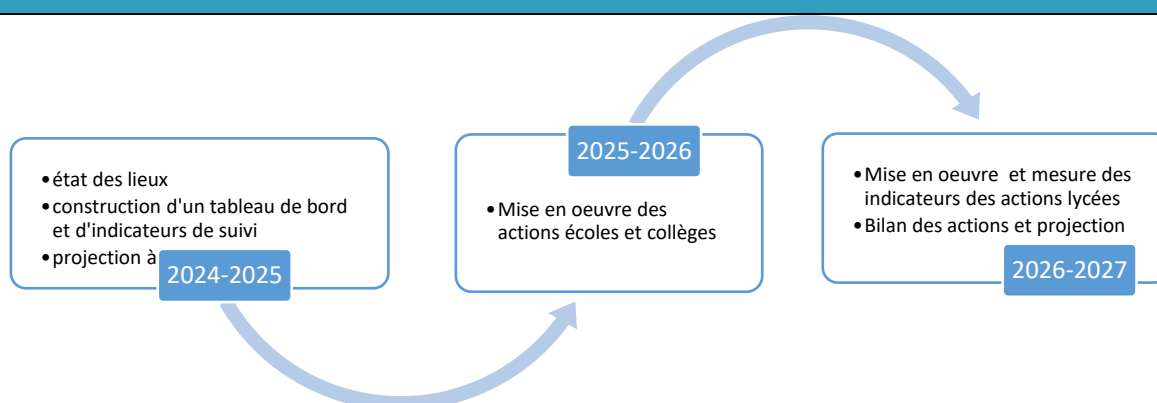 •état des lieux
•construction d'un tableau de bord
et d'indicateurs de suivi
•projection à
2024-2025
2025-2026
•Mise en oeuvre des
actions écoles et collèges
•Mise en oeuvre et mesure des
indicateurs des actions lycées
•Bilan des actions et projection
2026-2027